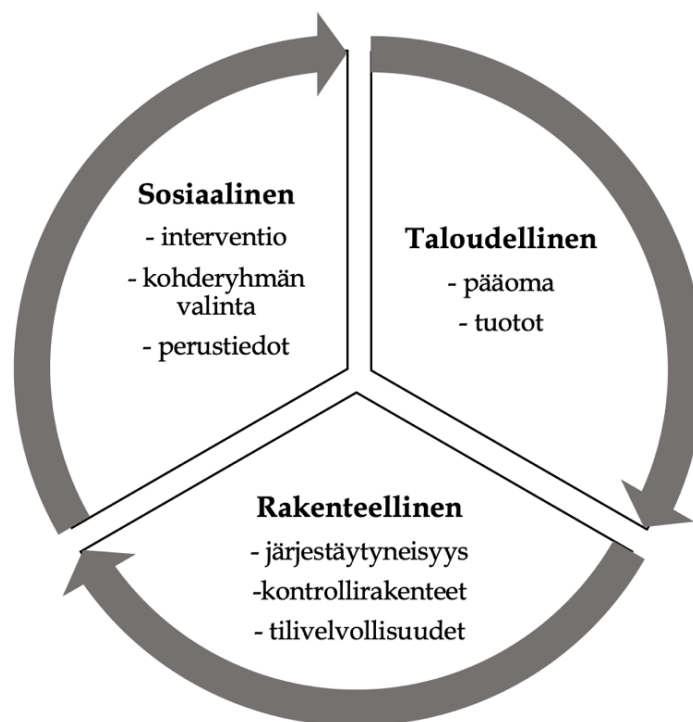 Sosiaalinen
- interventio
- kohderyhmän
valinta
- perustiedot
Taloudellinen
- pääoma
- tuotot
Rakenteellinen
- järjestäytyneisyys
-kontrollirakenteet
- tilivelvollisuudet